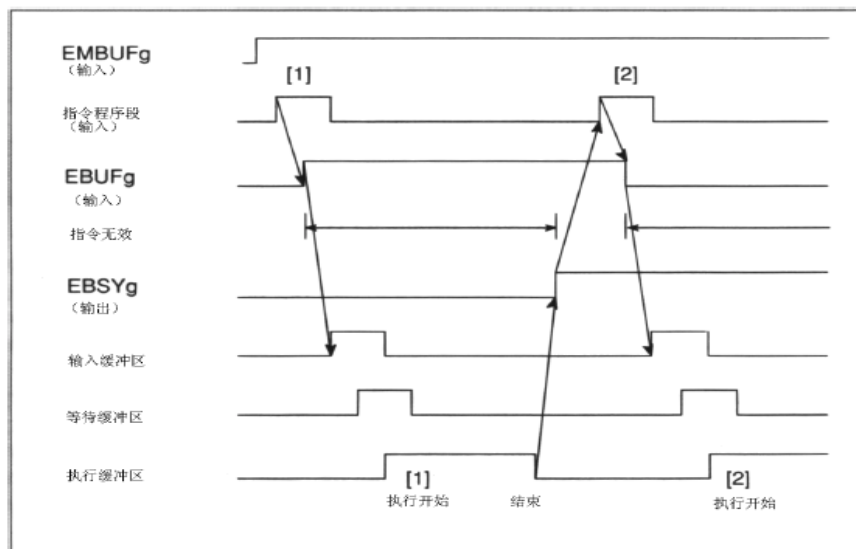 EMBUFg
（输入）
[1]
[2]
指令程序段
（输入）
EBUFg
（输入）
指令无效
EBSYg
（输出）
输入缓冲区
等待缓冲区
执行缓冲区
[1]
[2]
执行开始
结束
执行开始